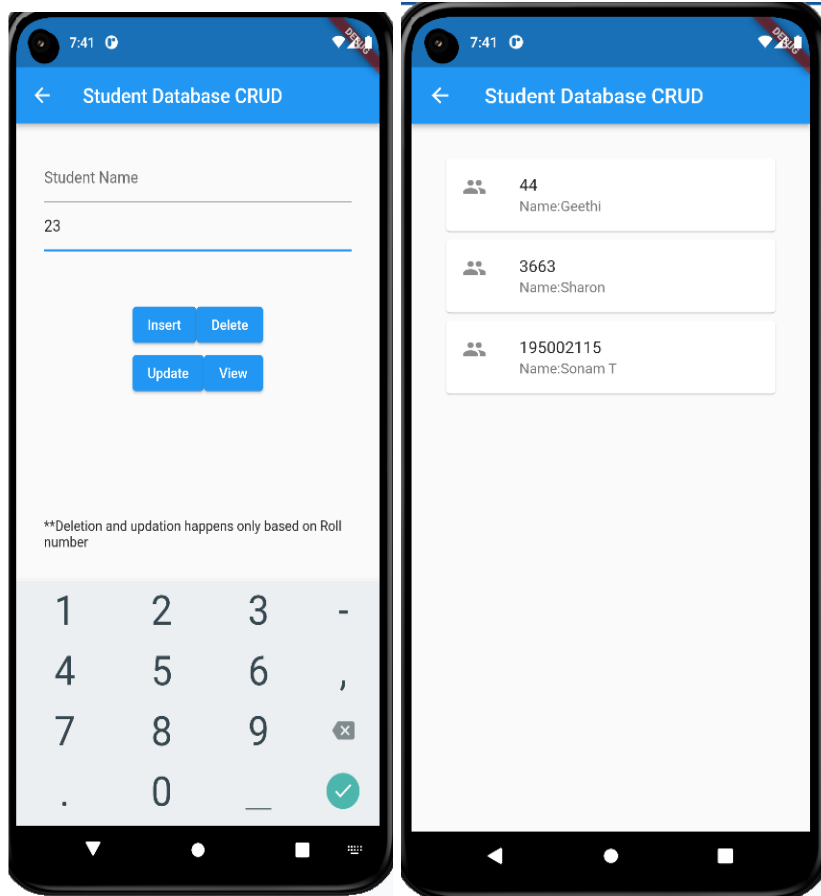 7:41
DEBUG
Student Database CRUD
Student Name
23
Insert Delete
Update View
**Deletion and updation happens only based on Roll
number
1 2 3 -
4 5 6 ,
7 8 9
. 0 _
7:41
DEBUG
Student Database CRUD
44
Name:Geethi
3663
Name:Sharon
195002115
Name:Sonam T